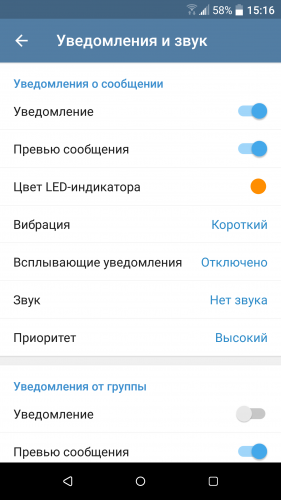 58% 15:16
Уведомления и звук
Уведомления о сообщении
Уведомление
Превью сообщения
Цвет LED-индикатора
Вибрация Короткий
Всплывающие уведомления Отключено
Звук Нет звука
Приоритет Высокий
Уведомления от группы
Уведомление
Превью сообщения